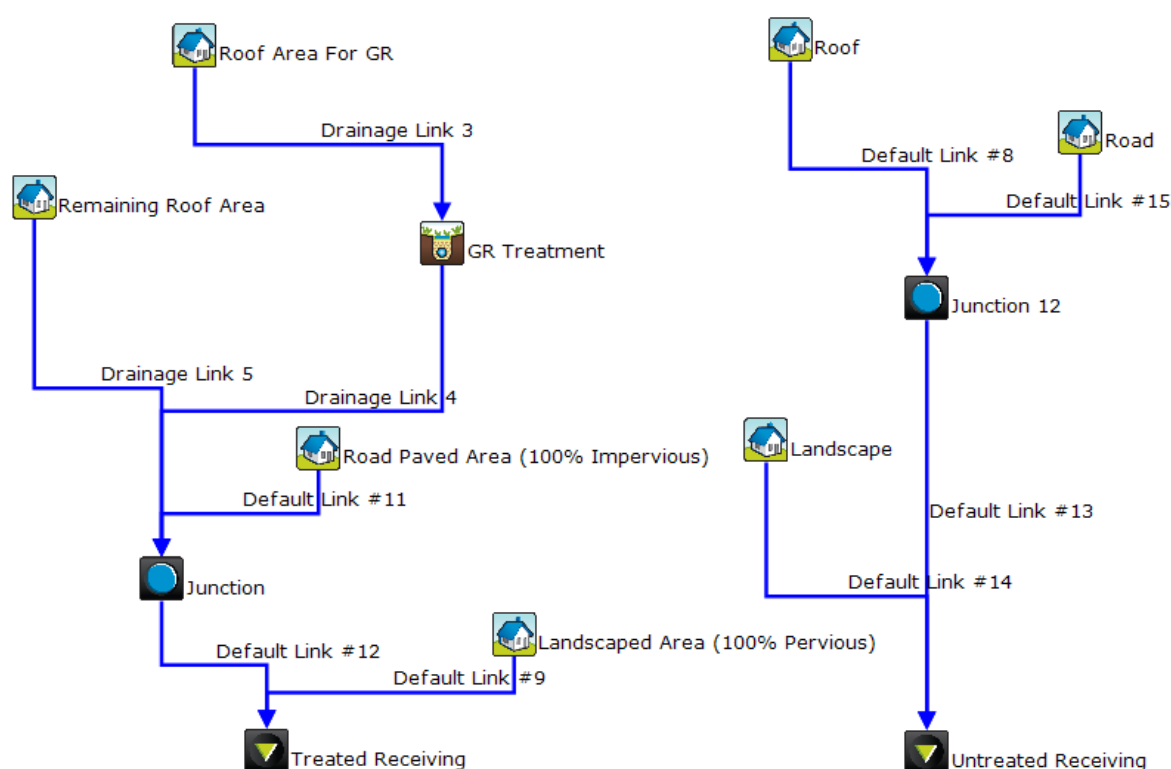 Roof Area For GR
Drainage Link 3
Remaining Roof Area
GR Treatment
Drainage Link 5
Drainage Link 4
Road Paved Area (100% Impervious)
Default Link #11
Junction
Default Link #12
Landscaped Area (100% Pervious)
Default Link #9
Treated Receiving
Roof
Road
Default Link #8
Default Link #15
Junction 12
Landscape
Default Link #13
Default Link #14
Untreated Receiving